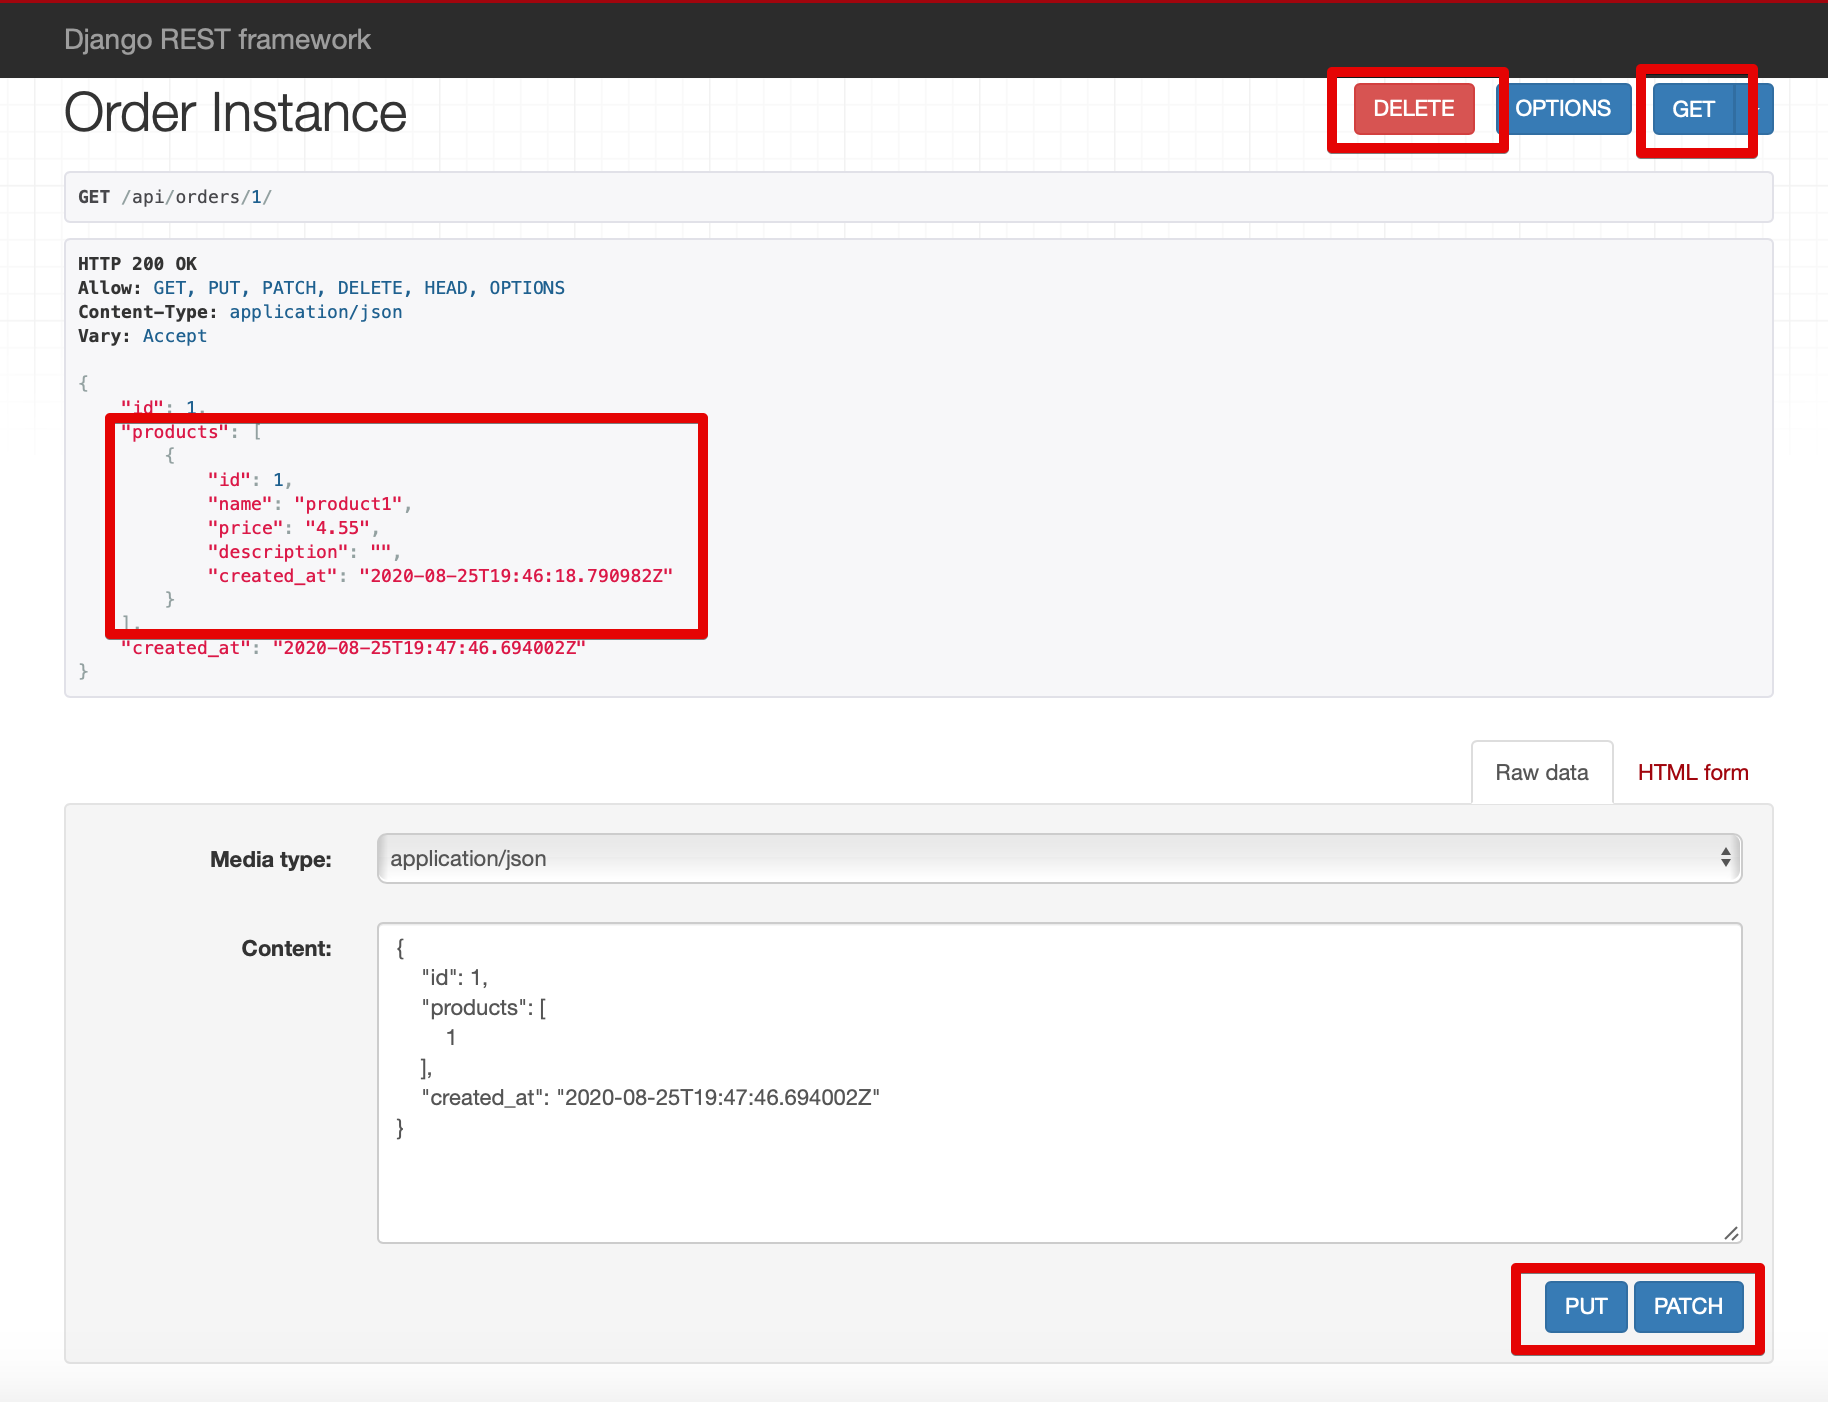 Django REST framework
Order Instance
DELETE
OPTIONS
GET
GET /api/orders/1/
HTTP 200 OK
Allow: GET, PUT, PATCH, DELETE, HEAD, OPTIONS
Content-Type: application/json
Vary: Accept
{
"id": 1,
"products": [
{
"id": 1,
"name": "product1",
"price": "4.55",
"description": "",
"created_at": "2020-08-25T19:46:18.790982Z"
}
],
"created_at": "2020-08-25T19:47:46.694002Z"
}
Raw data
HTML form
Media type:
application/json
Content:
{
"id": 1,
"products": [
1
],
"created_at": "2020-08-25T19:47:46.694002Z"
}
PUT
PATCH